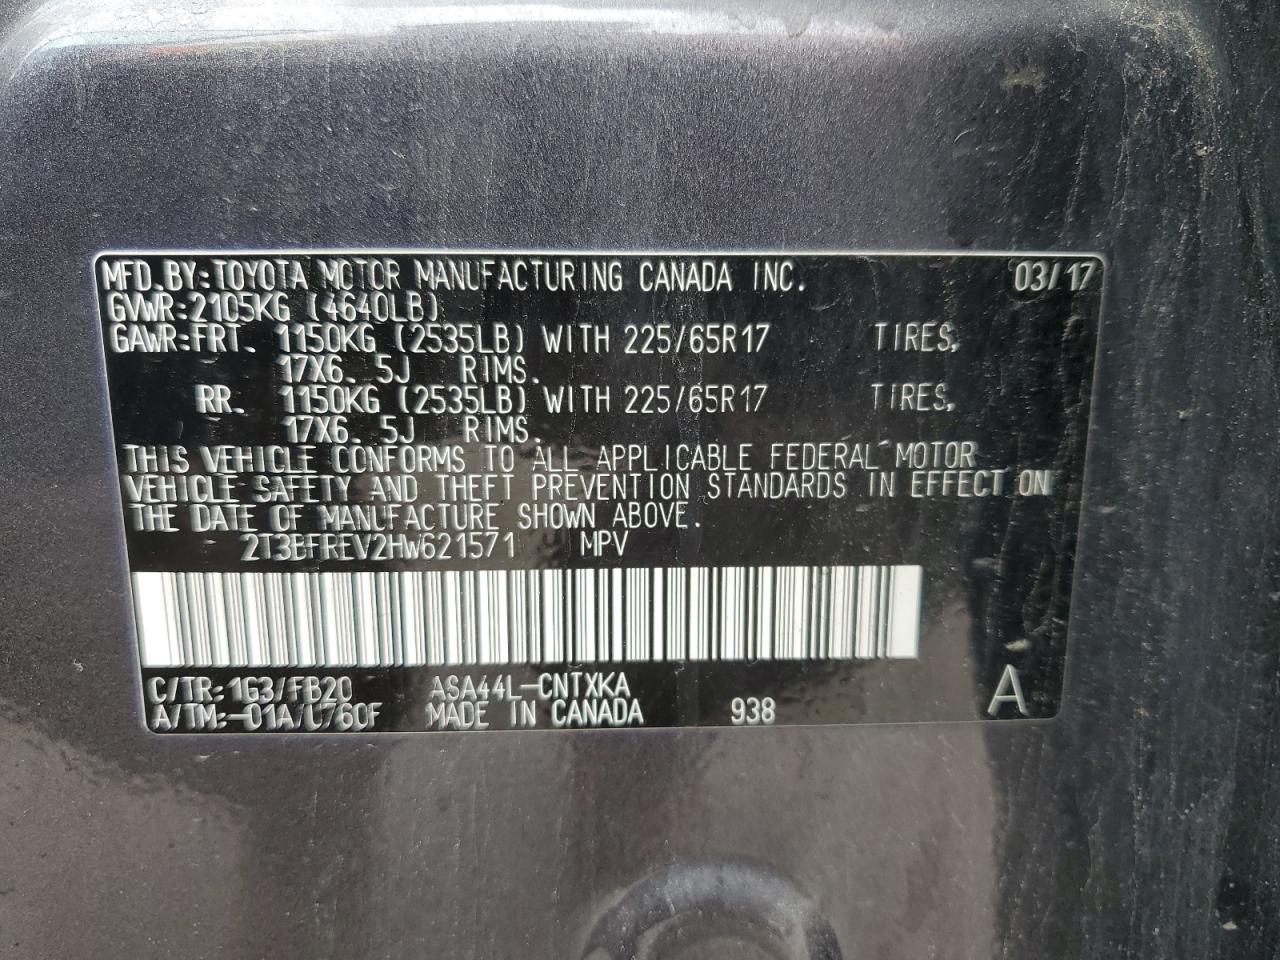 MFD.BY:TOYOTA MOTOR MANUFACTURING CANADA INC. 03/17
GVWR:2105KG (4640LB)
GAWR:FRT. 1150KG (2535LB) WITH 225/65R17 TIRES,
17X6.5J RIMS.
RR. 1150KG (2535LB) WITH 225/65R17 TIRES,
17X6.5J RIMS.
THIS VEHICLE CONFORMS TO ALL APPLICABLE FEDERAL MOTOR
VEHICLE SAFETY AND THEFT PREVENTION STANDARDS IN EFFECT ON
THE DATE OF MANUFACTURE SHOWN ABOVE.
2T3BFREV2HW621571 MPV
C/TR:1G3/FB20 ASA44L-CNTXKA A
A/TM:-01A/U760F MADE IN CANADA 938